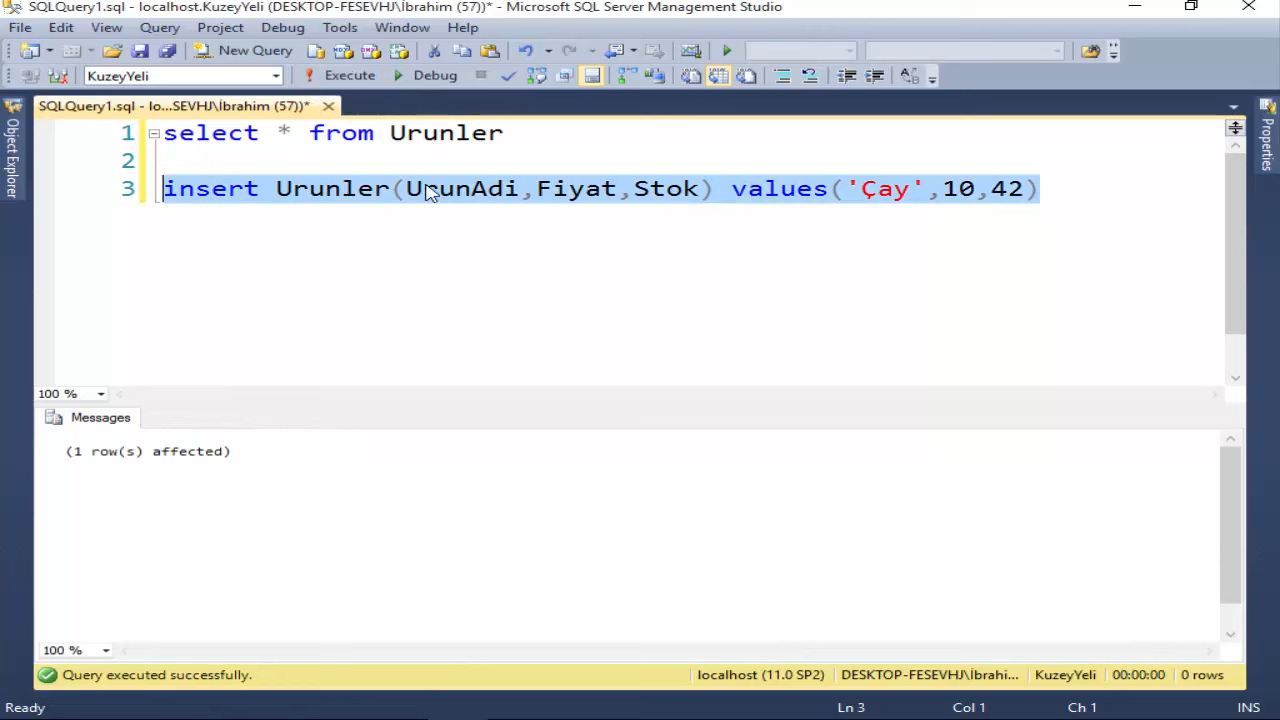 SQLQuery1.sql - localhost.KuzeyYeli (DESKTOP-FESEVHJ\İbrahim (57))* - Microsoft SQL Server Management Studio
File Edit View Query Project Debug Tools Window Help
New Query MDX DMX
KuzeyYeli Execute Debug
SQLQuery1.sql - lo...SEVHJ\İbrahim (57))*
Object Explorer
Properties
1 select * from Urunler
2
3 insert Urunler(UrunAdi,Fiyat,Stok) values('Çay',10,42)
100 %
Messages
(1 row(s) affected)
100 %
Query executed successfully. localhost (11.0 SP2) DESKTOP-FESEVHJ\İbrahi... KuzeyYeli 00:00:00 0 rows
Ready Ln 3 Col 1 Ch 1 INS